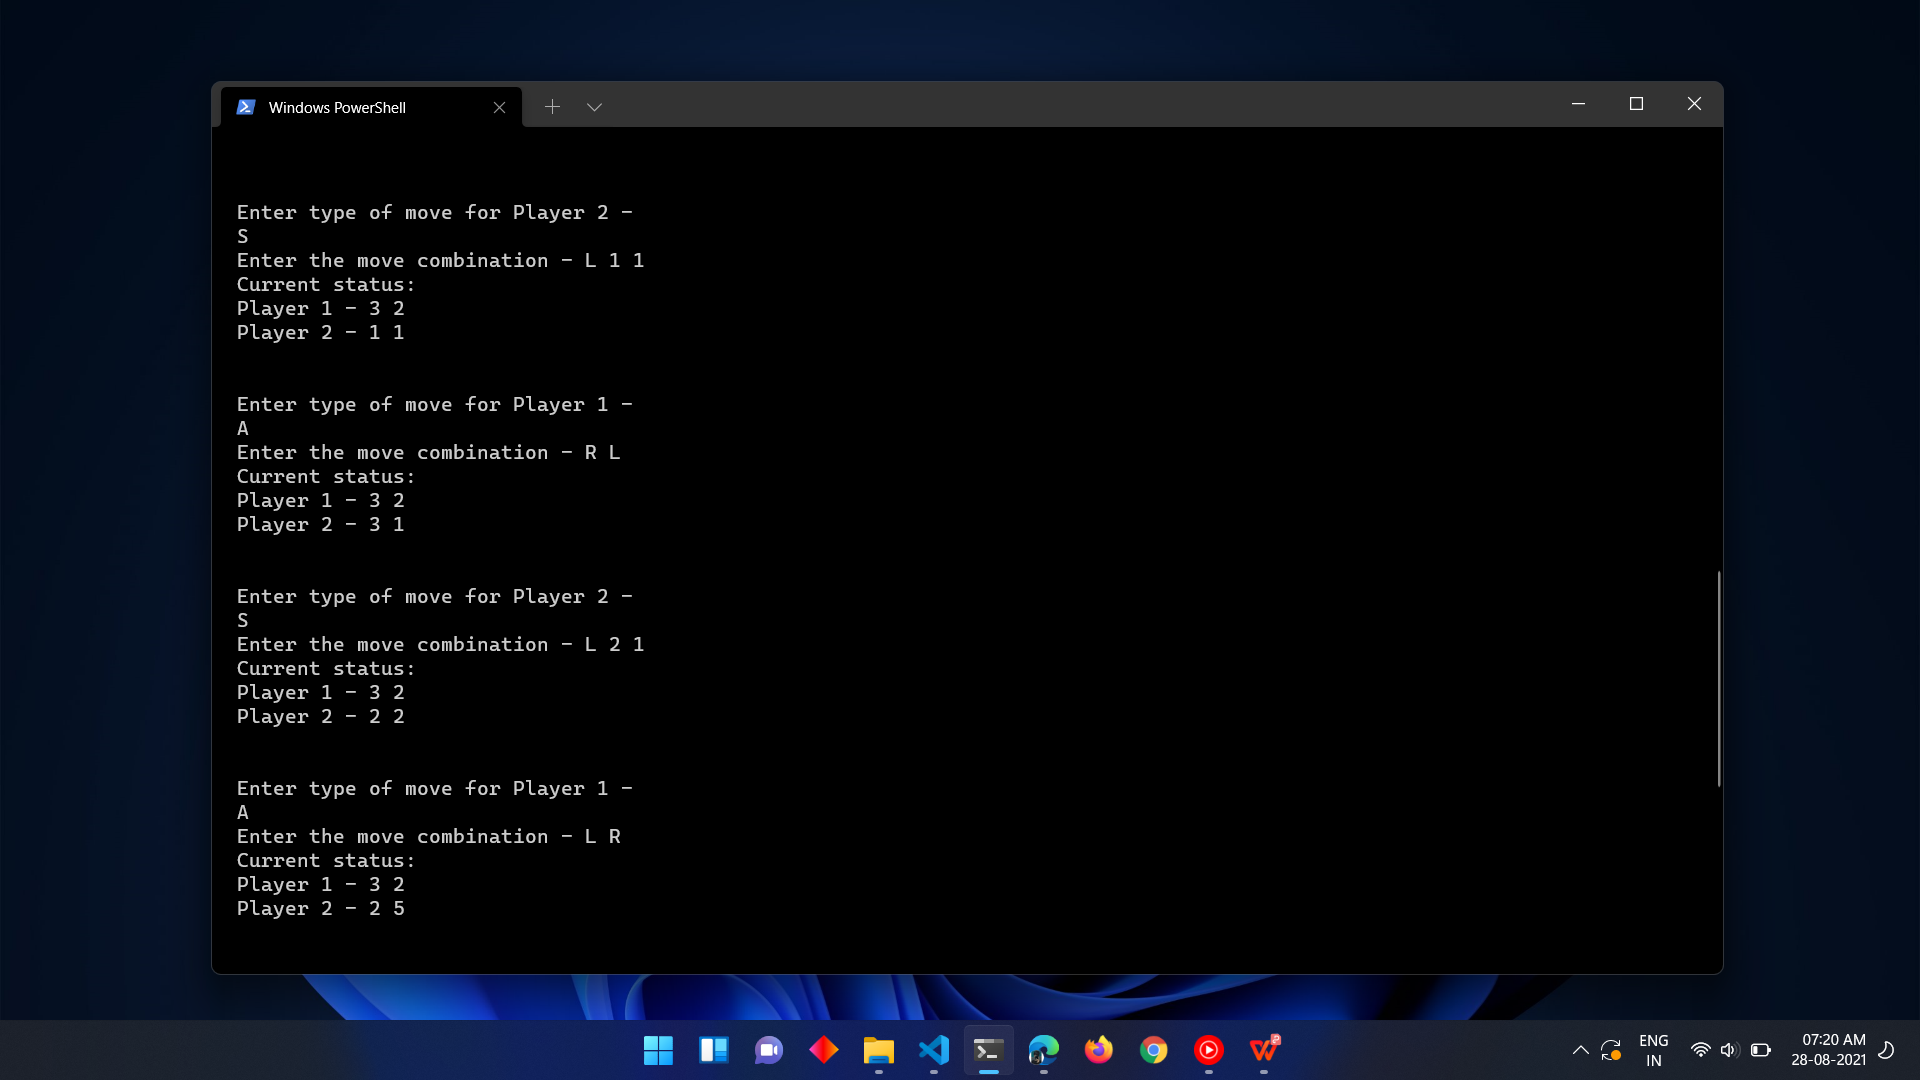 Windows PowerShell
Enter type of move for Player 2 -
S
Enter the move combination - L 1 1
Current status:
Player 1 - 3 2
Player 2 - 1 1
Enter type of move for Player 1 -
A
Enter the move combination - R L
Current status:
Player 1 - 3 2
Player 2 - 3 1
Enter type of move for Player 2 -
S
Enter the move combination - L 2 1
Current status:
Player 1 - 3 2
Player 2 - 2 2
Enter type of move for Player 1 -
A
Enter the move combination - L R
Current status:
Player 1 - 3 2
Player 2 - 2 5
ENG
IN
07:20 AM
28-08-2021